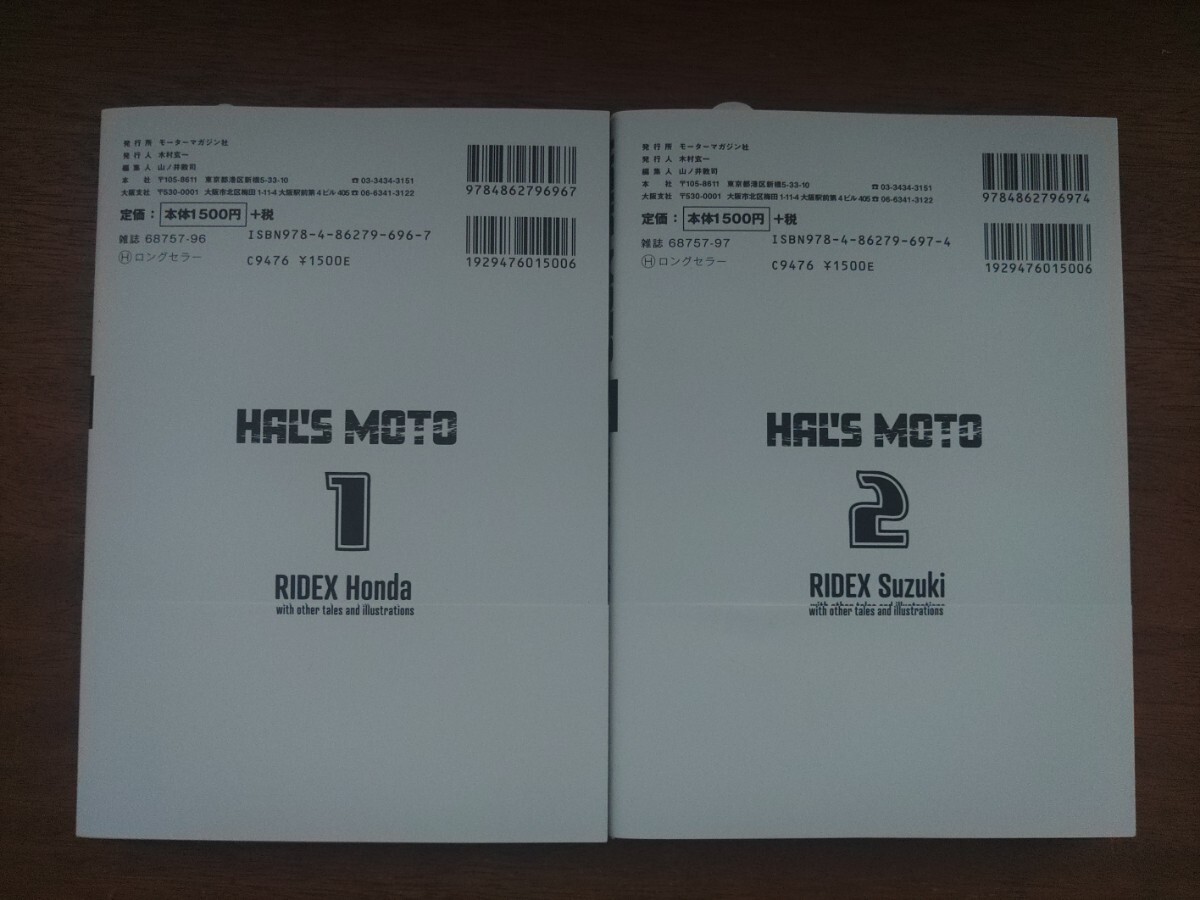 発行所 モーターマガジン社
発行人 木村玄一
編集人 山ノ井敦司
本　社 〒105-8611 東京都港区新橋5-33-10 ☎03-3434-3151
大阪支社 〒530-0001 大阪市北区梅田1-11-4 大阪駅前第4ビル405 ☎06-6341-3122
定価： 本体1500円 +税
雑誌 68757-96
Ⓗロングセラー
ISBN978-4-86279-696-7
C9476 ¥1500E
9784862796967
1929476015006
HAL'S MOTO
1
RIDEX Honda
with other tales and illustrations
発行所 モーターマガジン社
発行人 木村玄一
編集人 山ノ井敦司
本　社 〒105-8611 東京都港区新橋5-33-10 ☎03-3434-3151
大阪支社 〒530-0001 大阪市北区梅田1-11-4 大阪駅前第4ビル405 ☎06-6341-3122
定価： 本体1500円 +税
雑誌 68757-97
Ⓗロングセラー
ISBN978-4-86279-697-4
C9476 ¥1500E
9784862796974
1929476015006
HAL'S MOTO
2
RIDEX Suzuki
with other tales and illustrations